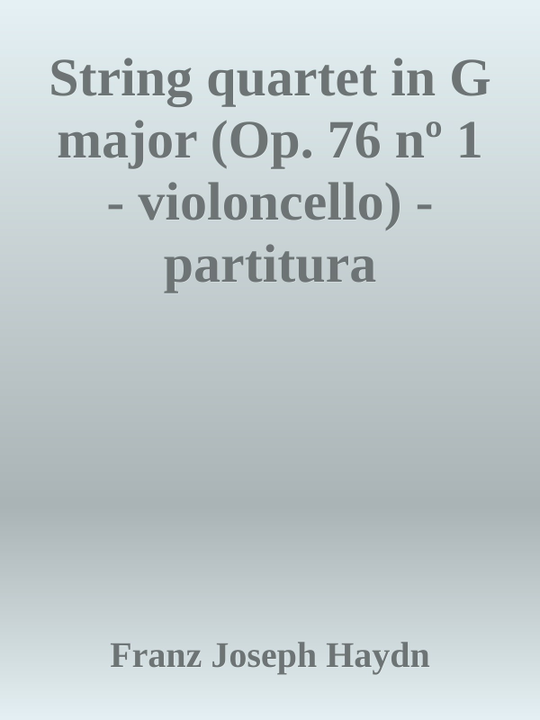 String quartet in G
major (Op. 76 nº 1
- violoncello) -
partitura
Franz Joseph Haydn